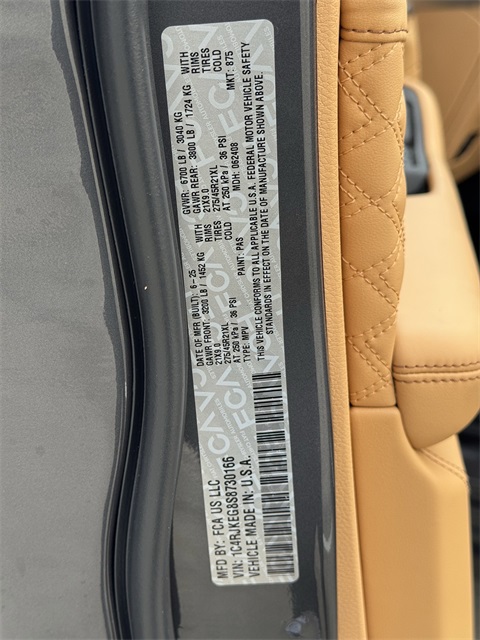 MFD BY: FCA US LLC
DATE OF MFR (BUILT): 6-25
GVWR: 6700 LB / 3040 KG
GAWR FRONT: 3200 LB / 1452 KG WITH
GAWR REAR: 3800 LB / 1724 KG WITH
21X9.0 RIMS
21X9.0 RIMS
275/45R21XL TIRES
275/45R21XL TIRES
AT 250 kPa / 36 PSI COLD
AT 250 kPa / 36 PSI COLD
TYPE: MPV
PAINT: PAS
MDH: 062408
MKT: 875
THIS VEHICLE CONFORMS TO ALL APPLICABLE U.S.A. FEDERAL MOTOR VEHICLE SAFETY
STANDARDS IN EFFECT ON THE DATE OF MANUFACTURE SHOWN ABOVE.
VIN: 1C4RJKEG8S8730166
VEHICLE MADE IN: U.S.A.